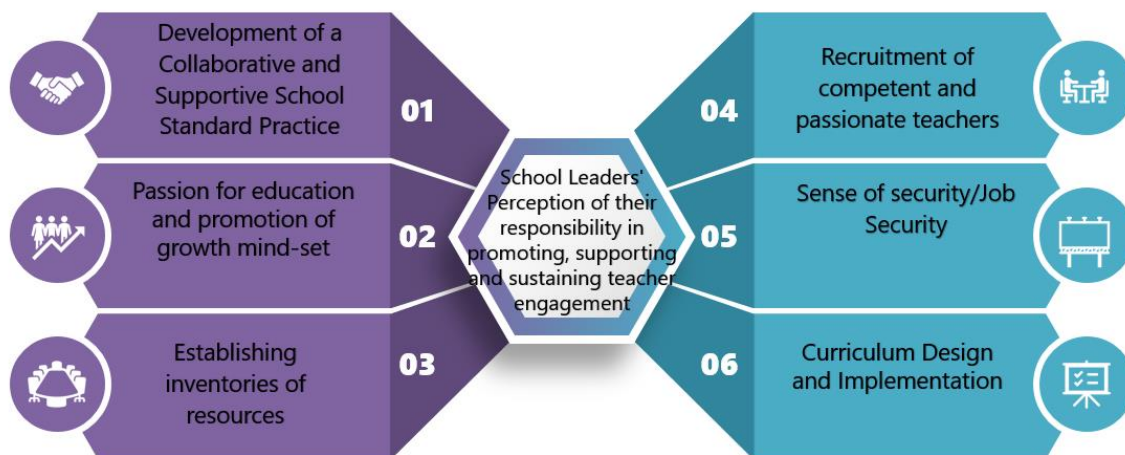 Development of a
Collaborative and
Supportive School
Standard Practice
01
Passion for education
and promotion of
growth mind-set
02
Establishing
inventories of
resources
03
School Leaders'
Perception of their
responsibility in
promoting, supporting
and sustaining teacher
engagement
04
Recruitment of
competent and
passionate teachers
05
Sense of security/Job
Security
06
Curriculum Design
and Implementation